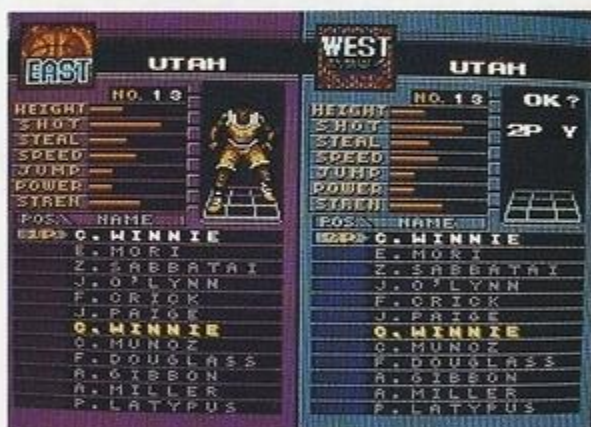 EAST
UTAH
NO. 13
HEIGHT
SHOT
STEAL
SPEED
JUMP
POWER
STREN
POS. NAME
1P G. WINNIE
E. MORI
Z. SABBATAI
J. O'LYNN
F. CRICK
J. PAIGE
G. WINNIE
C. MUNOZ
F. DOUGLASS
A. GIBBON
A. MILLER
P. LATYPUS
WEST
UTAH
NO. 13
OK?
2P Y
HEIGHT
SHOT
STEAL
SPEED
JUMP
POWER
STREN
POS. NAME
2P G. WINNIE
E. MORI
Z. SABBATAI
J. O'LYNN
F. CRICK
J. PAIGE
G. WINNIE
C. MUNOZ
F. DOUGLASS
A. GIBBON
A. MILLER
P. LATYPUS